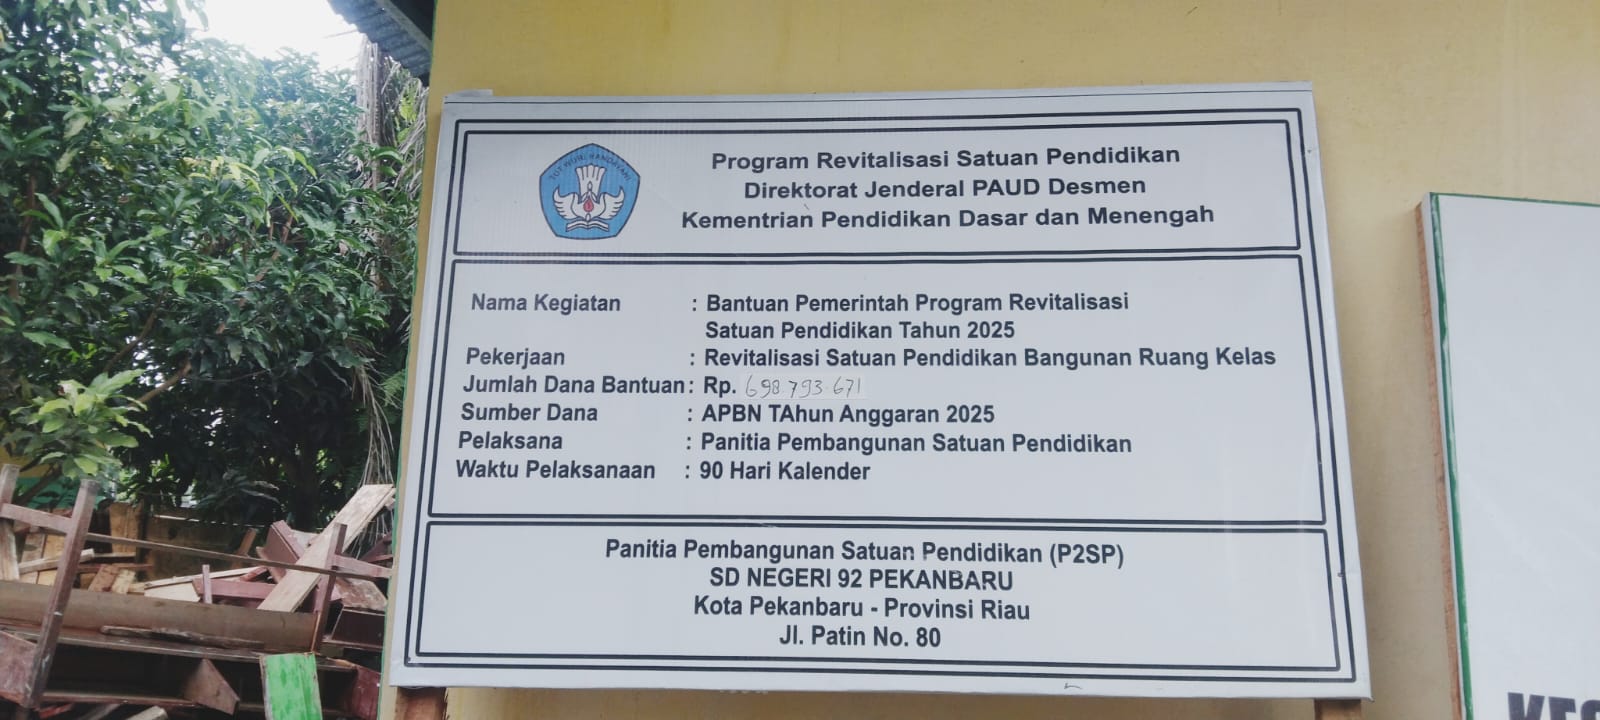 TUT WURI HANDAYANI
Program Revitalisasi Satuan Pendidikan
Direktorat Jenderal PAUD Desmen
Kementrian Pendidikan Dasar dan Menengah
Nama Kegiatan : Bantuan Pemerintah Program Revitalisasi
Satuan Pendidikan Tahun 2025
Pekerjaan : Revitalisasi Satuan Pendidikan Bangunan Ruang Kelas
Jumlah Dana Bantuan : Rp. 698.793.671
Sumber Dana : APBN TAhun Anggaran 2025
Pelaksana : Panitia Pembangunan Satuan Pendidikan
Waktu Pelaksanaan : 90 Hari Kalender
Panitia Pembangunan Satuan Pendidikan (P2SP)
SD NEGERI 92 PEKANBARU
Kota Pekanbaru - Provinsi Riau
Jl. Patin No. 80